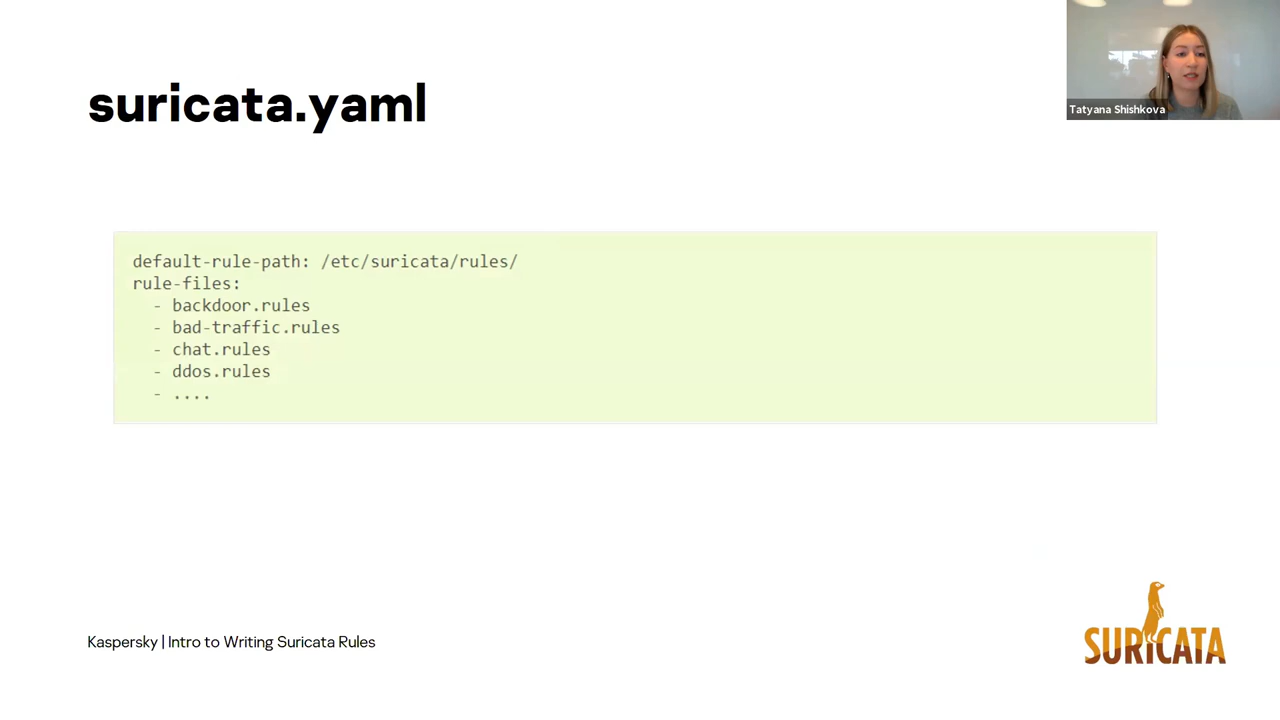 suricata.yaml
Tatyana Shishkova
default-rule-path: /etc/suricata/rules/
rule-files:
- backdoor.rules
- bad-traffic.rules
- chat.rules
- ddos.rules
- ....
Kaspersky | Intro to Writing Suricata Rules
SURICATA